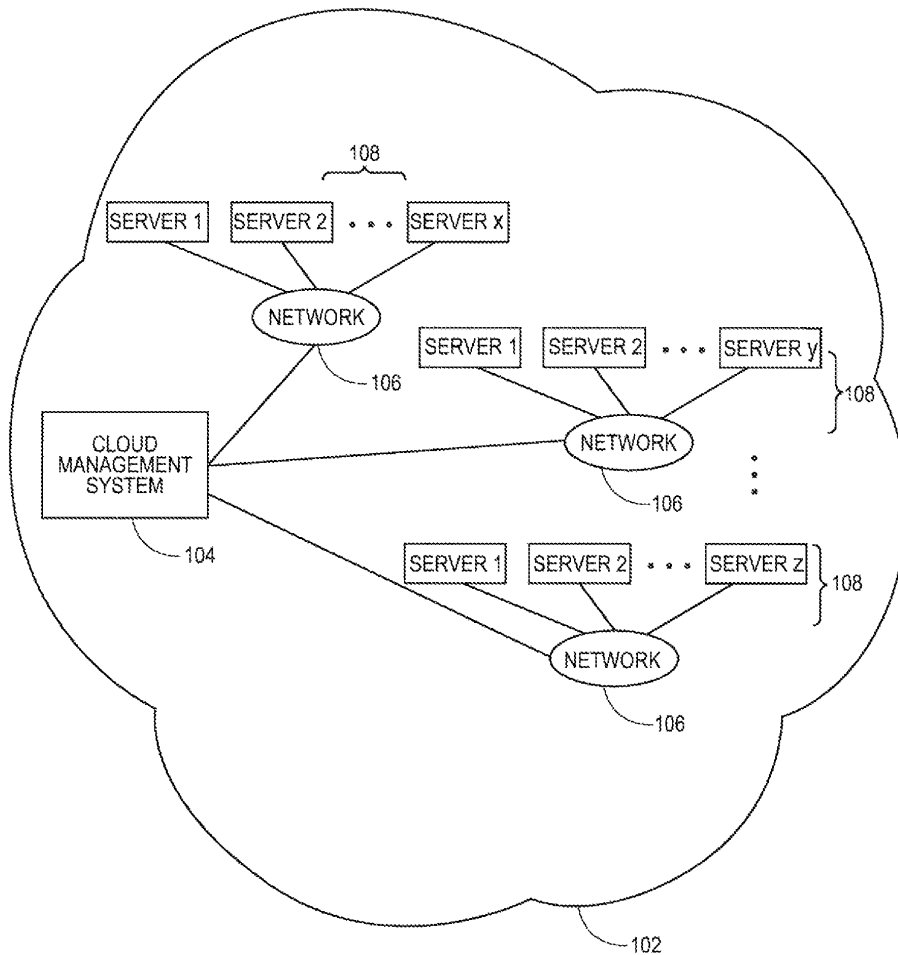 108
SERVER 1 SERVER 2 • • • SERVER X
NETWORK
106
SERVER 1 SERVER 2 • • • SERVER y
108
NETWORK
106
CLOUD
MANAGEMENT
SYSTEM
104
SERVER 1 SERVER 2 • • • SERVER z
108
NETWORK
106
102